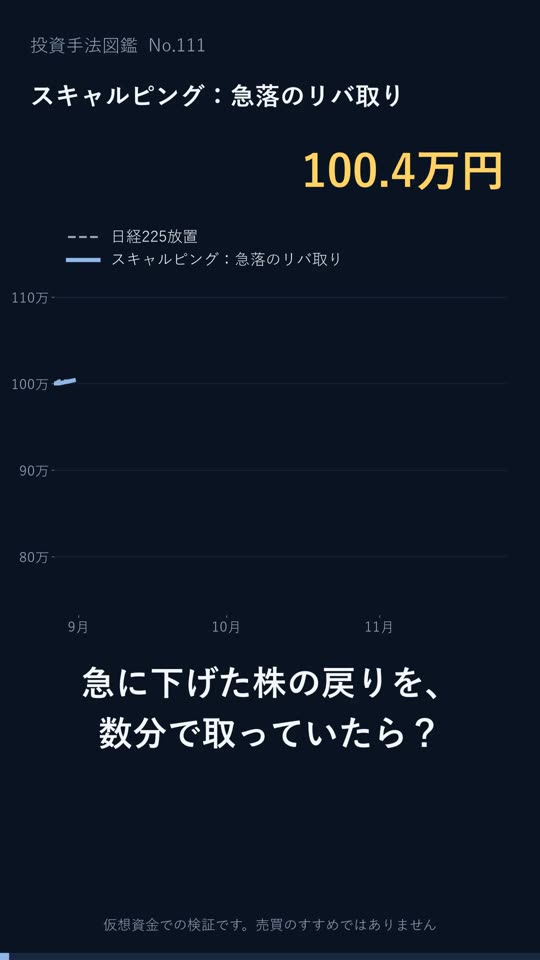 投資手法図鑑 No.111
スキャルピング：急落のリバ取り
100.4万円
日経225放置
スキャルピング：急落のリバ取り
110万
100万
90万
80万
9月
10月
11月
急に下げた株の戻りを、
数分で取っていたら？
仮想資金での検証です。売買のすすめではありません